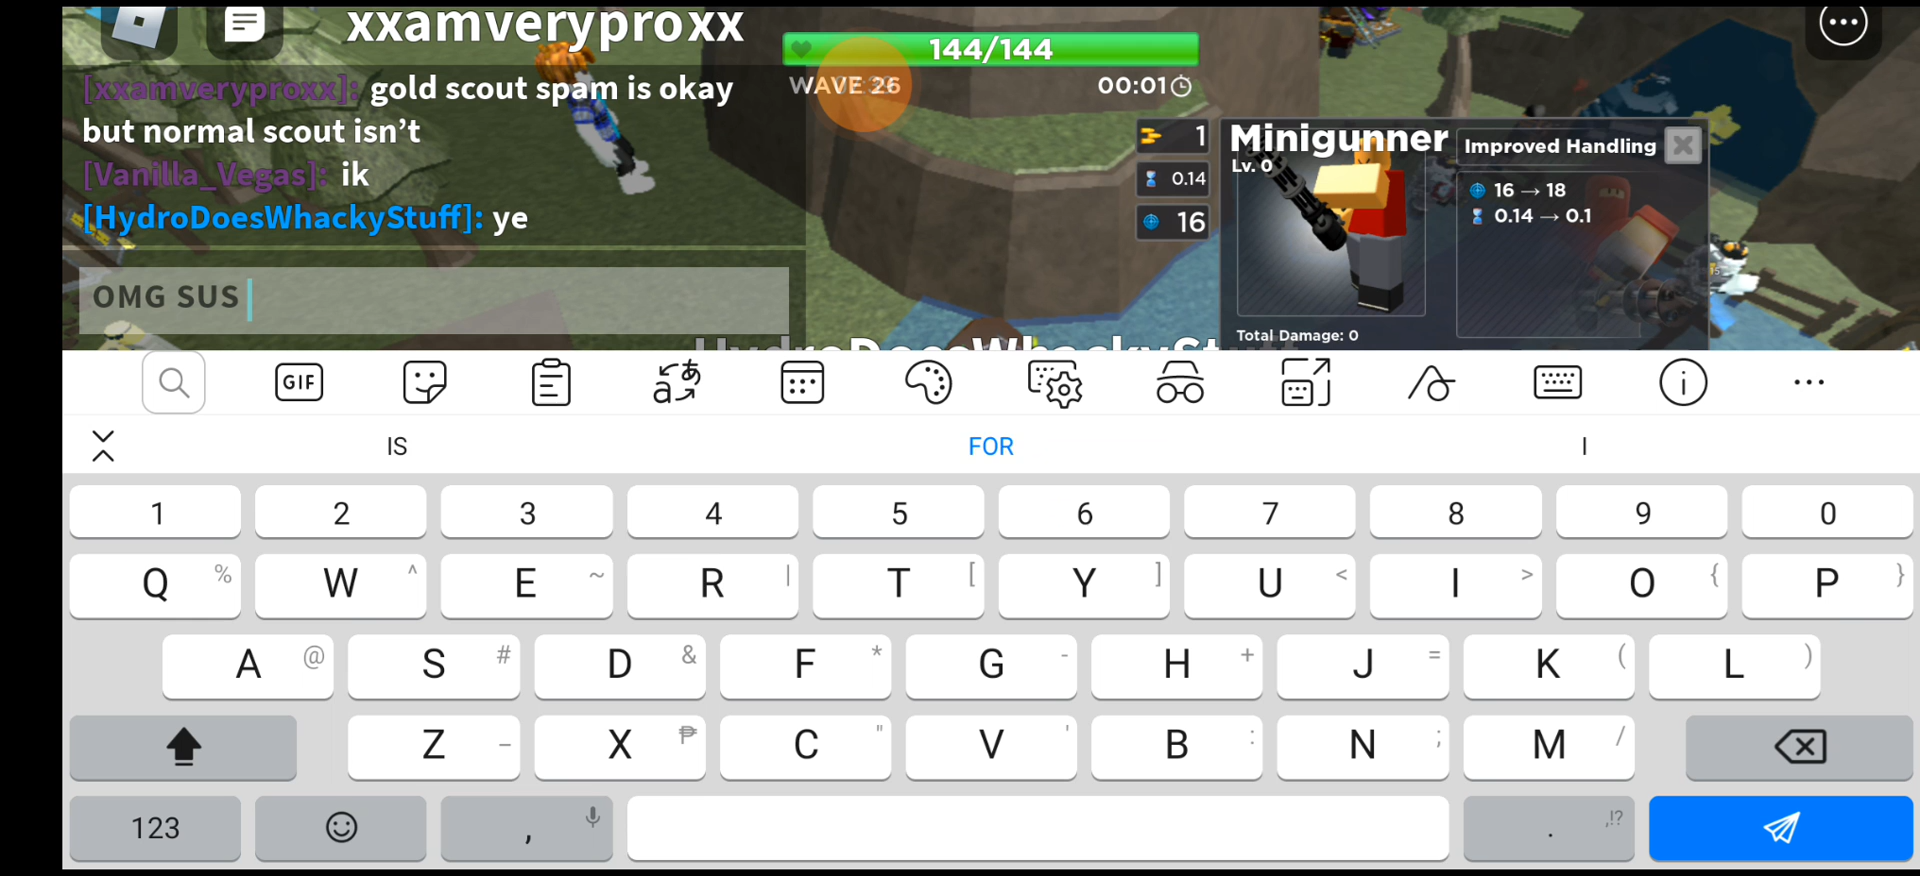 xxamveryproxx
144/144
WAVE 26
00:01
[xxamveryproxx]: gold scout spam is okay
but normal scout isn't
[Vanilla_Vegas]: ik
[HydroDoesWhackyStuff]: ye
OMG SUS
1
0.14
16
Minigunner
Lv. 0
Total Damage: 0
Improved Handling
16 → 18
0.14 → 0.1
HydroDoesWhackyStuff
GIF
a あ
IS FOR I
1 2 3 4 5 6 7 8 9 0
Q % W ^ E ~ R | T [ Y ] U < I > O { P }
A @ S # D & F * G - H + J = K ( L )
Z – X ₱ C " V ' B : N ; M /
123 , . ,!?